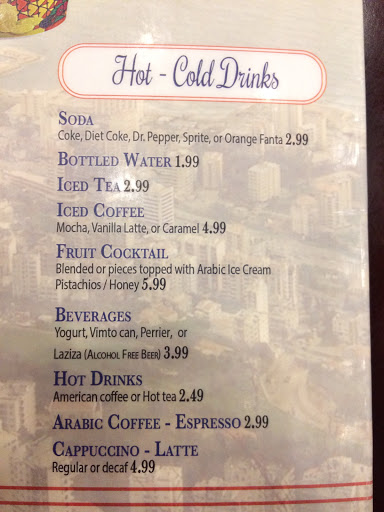 Hot - Cold Drinks
SODA
Coke, Diet Coke, Dr. Pepper, Sprite, or Orange Fanta 2.99
BOTTLED WATER 1.99
ICED TEA 2.99
ICED COFFEE
Mocha, Vanilla Latte, or Caramel 4.99
FRUIT COCKTAIL
Blended or pieces topped with Arabic Ice Cream
Pistachios / Honey 5.99
BEVERAGES
Yogurt, Vimto can, Perrier, or
Laziza (ALCOHOL FREE BEER) 3.99
HOT DRINKS
American coffee or Hot tea 2.49
ARABIC COFFEE - ESPRESSO 2.99
CAPPUCCINO - LATTE
Regular or decaf 4.99